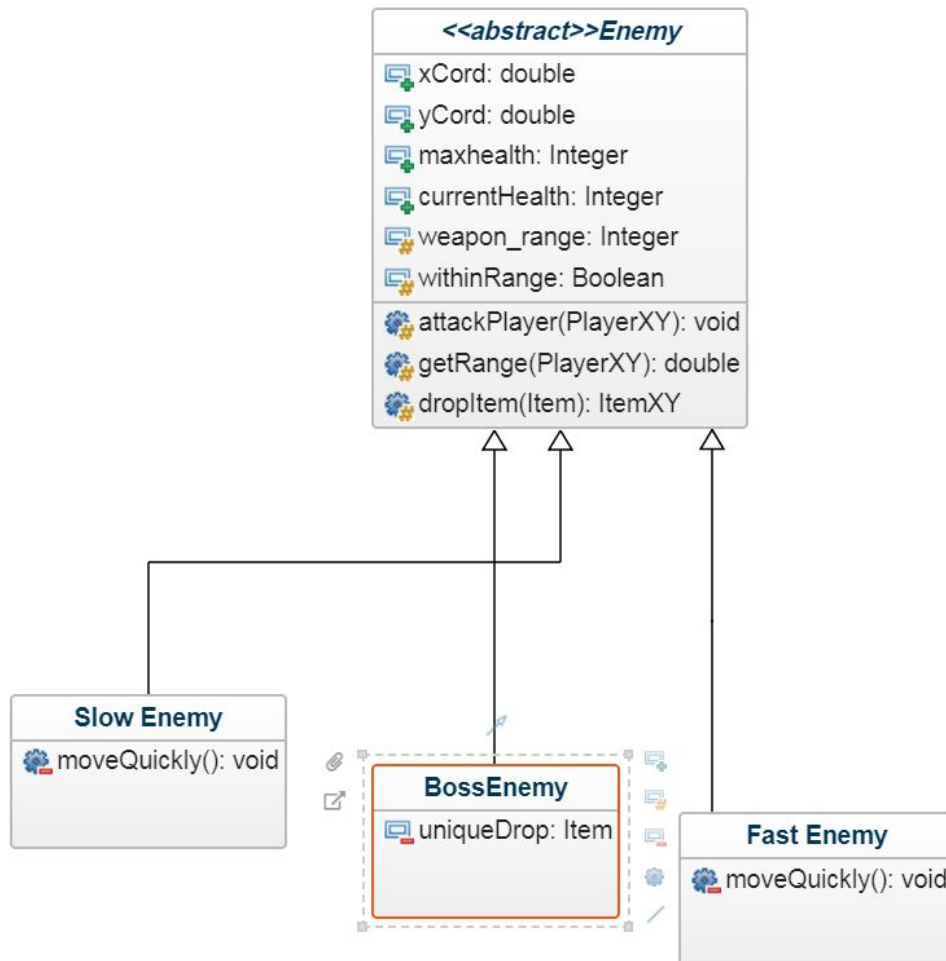 <<abstract>>Enemy
xCord: double
yCord: double
maxhealth: Integer
currentHealth: Integer
weapon_range: Integer
withinRange: Boolean
attackPlayer(PlayerXY): void
getRange(PlayerXY): double
dropItem(Item): ItemXY
Slow Enemy
moveQuickly(): void
BossEnemy
uniqueDrop: Item
Fast Enemy
moveQuickly(): void